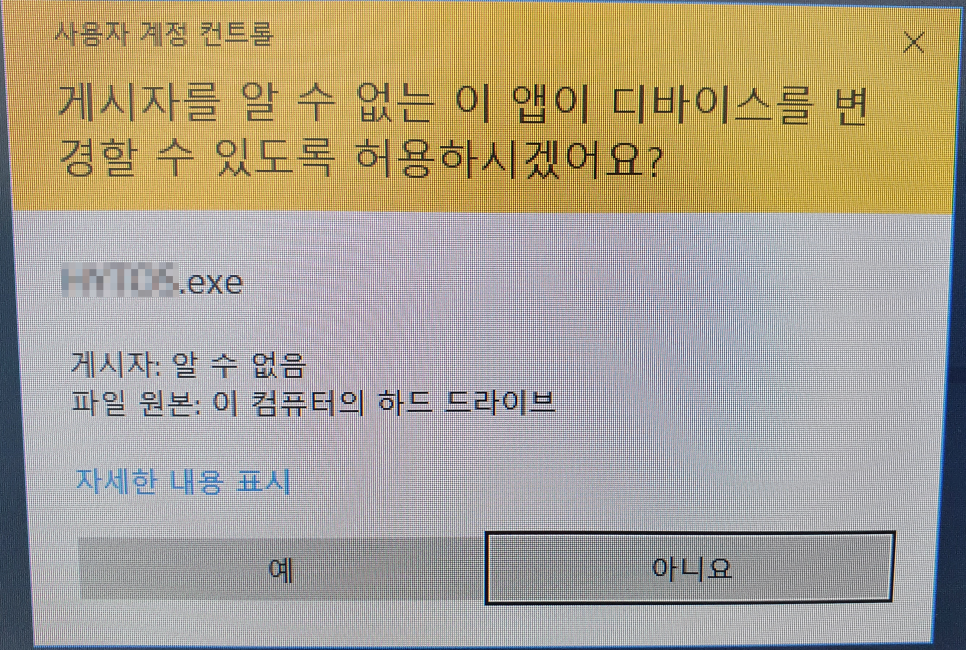 사용자 계정 컨트롤
게시자를 알 수 없는 이 앱이 디바이스를 변
경할 수 있도록 허용하시겠어요?
.exe
게시자: 알 수 없음
파일 원본: 이 컴퓨터의 하드 드라이브
자세한 내용 표시
예
아니요